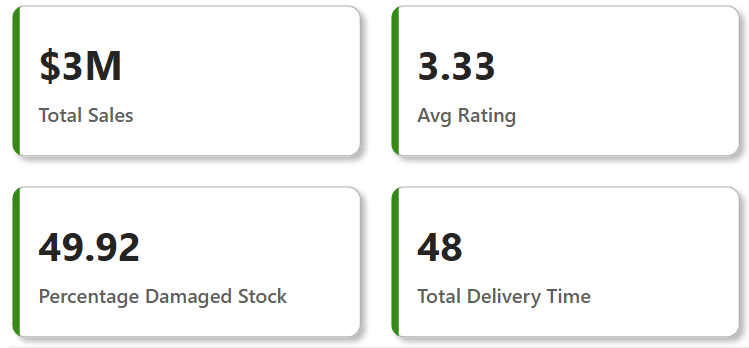 $3M
Total Sales
3.33
Avg Rating
49.92
Percentage Damaged Stock
48
Total Delivery Time